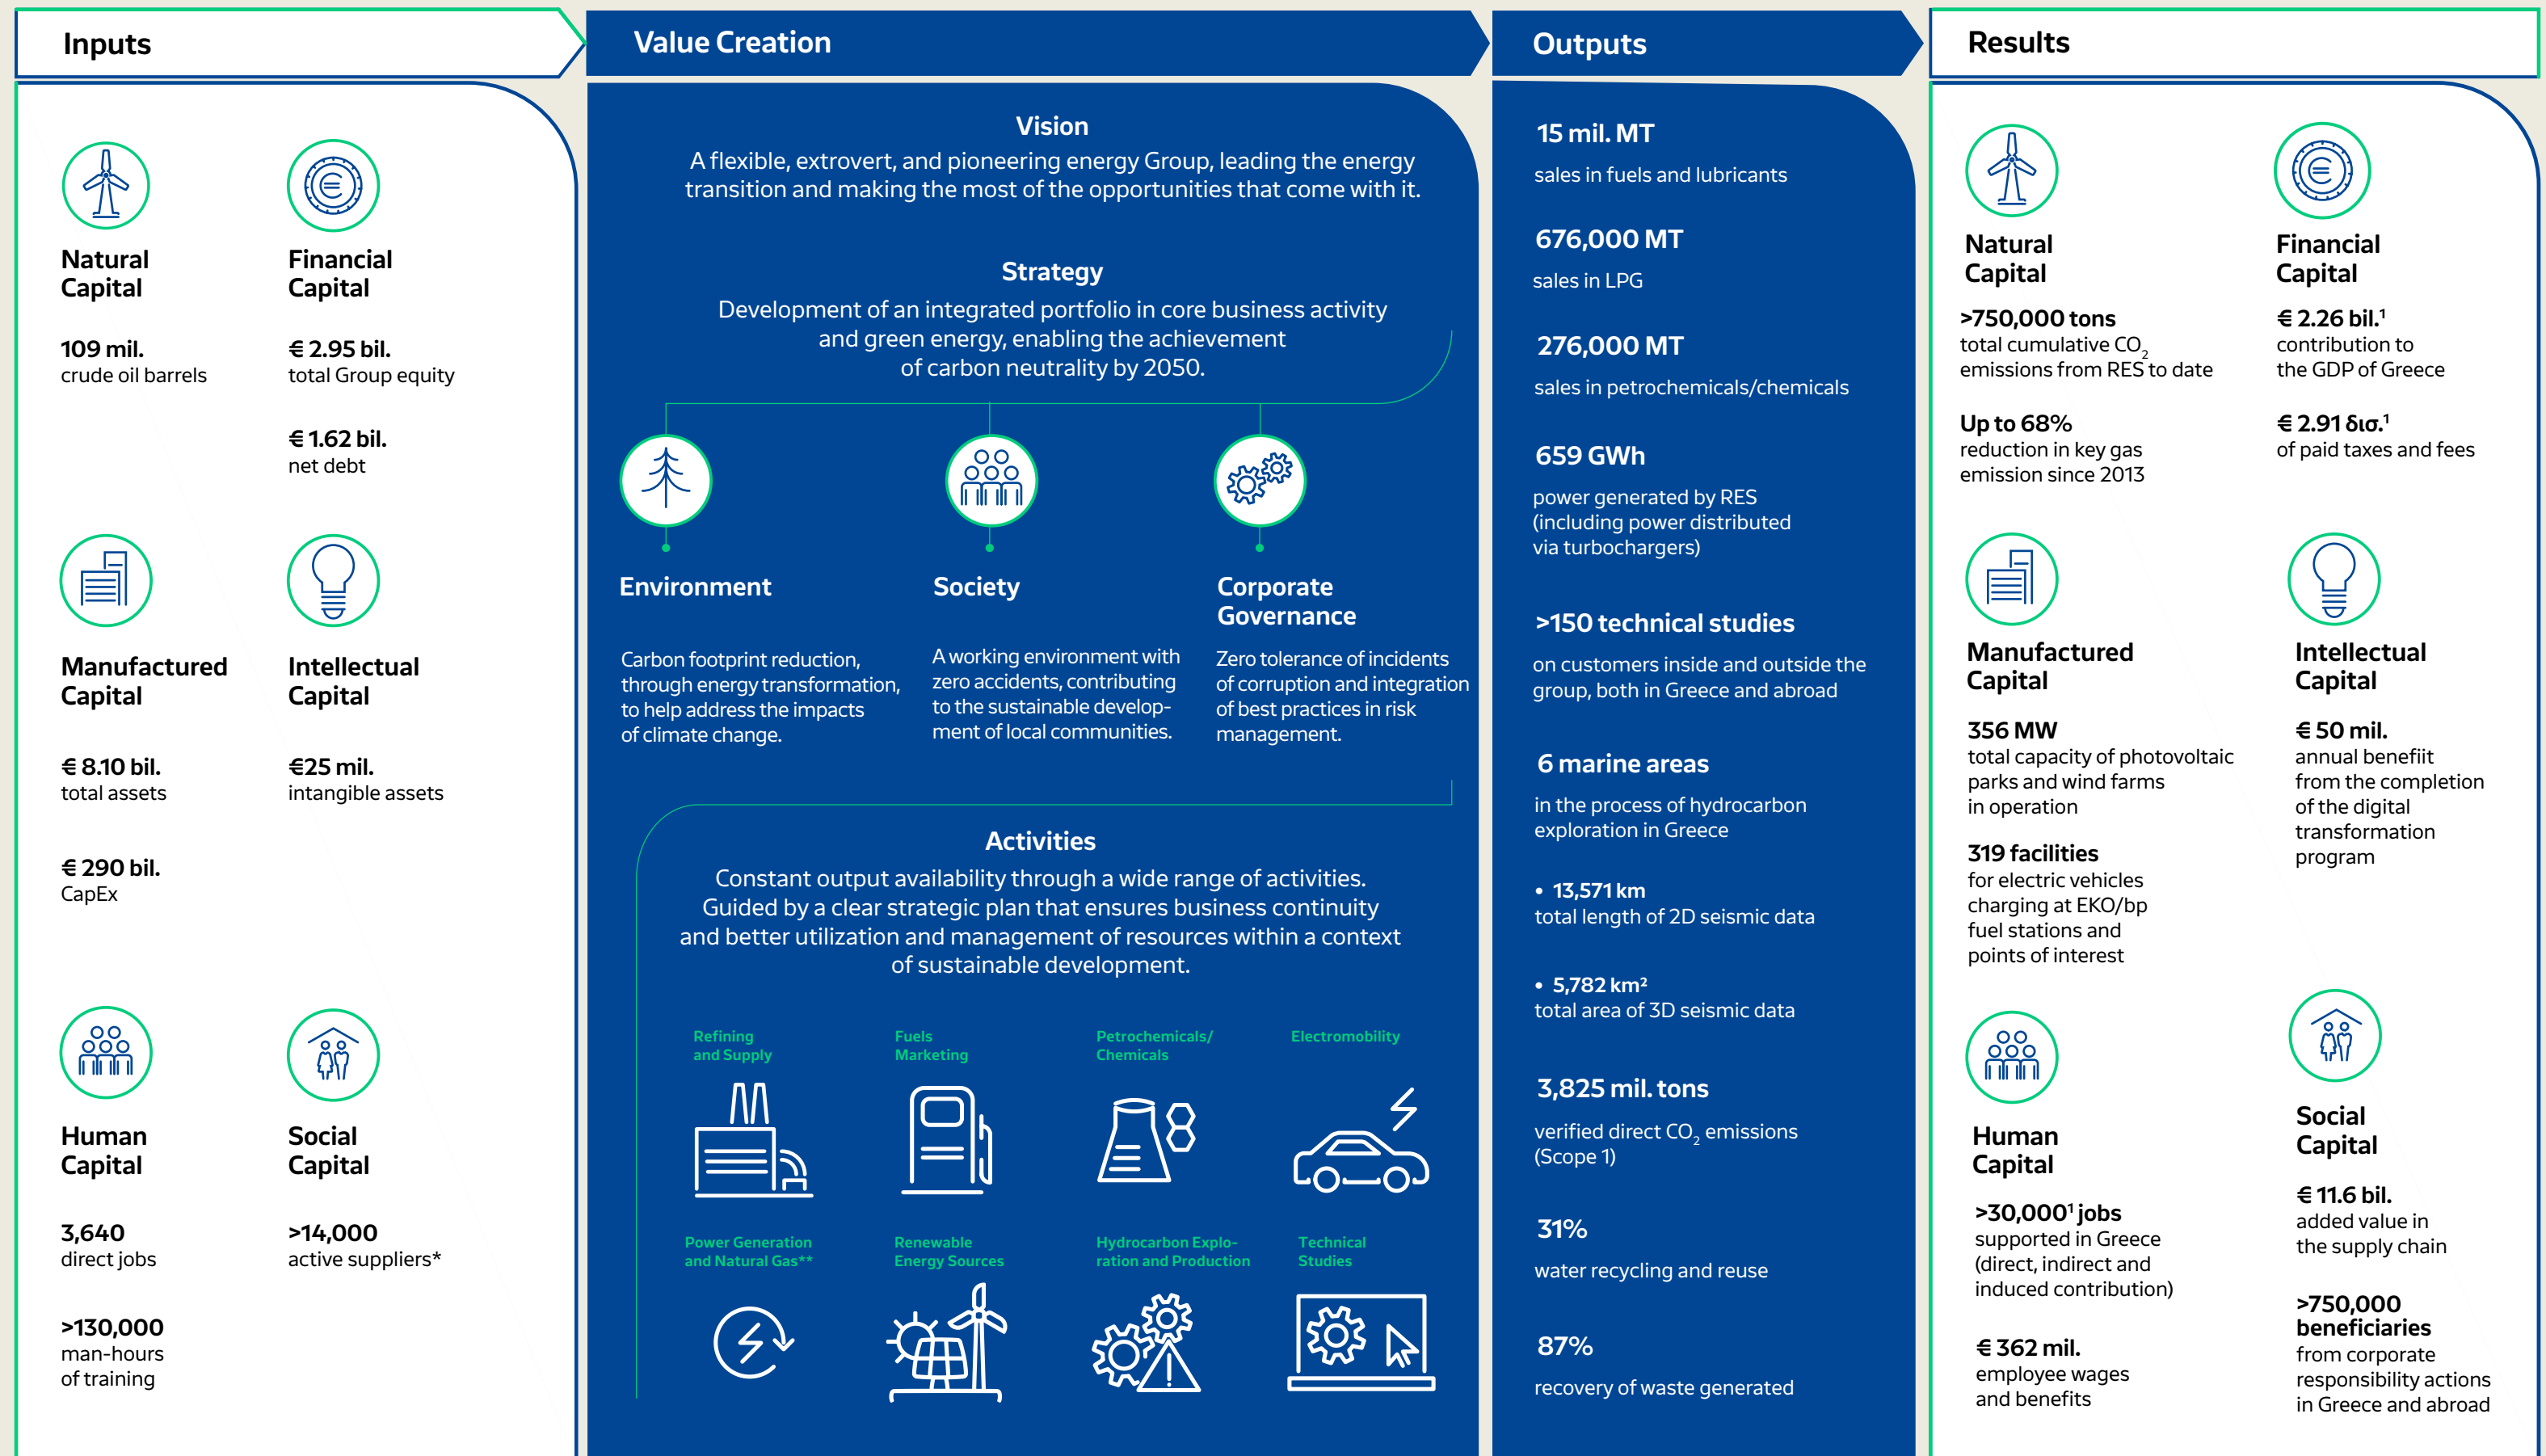 Inputs
Natural
Capital
109 mil.
crude oil barrels
Financial
Capital
€ 2.95 bil.
total Group equity
€ 1.62 bil.
net debt
Manufactured
Capital
€ 8.10 bil.
total assets
€ 290 bil.
CapEx
Intellectual
Capital
€25 mil.
intangible assets
Human
Capital
3,640
direct jobs
>130,000
man-hours
of training
Social
Capital
>14,000
active suppliers*
Value Creation
Vision
A flexible, extrovert, and pioneering energy Group, leading the energy
transition and making the most of the opportunities that come with it.
Strategy
Development of an integrated portfolio in core business activity
and green energy, enabling the achievement
of carbon neutrality by 2050.
Environment
Carbon footprint reduction,
through energy transformation,
to help address the impacts
of climate change.
Society
A working environment with
zero accidents, contributing
to the sustainable develop-
ment of local communities.
Corporate
Governance
Zero tolerance of incidents
of corruption and integration
of best practices in risk
management.
Activities
Constant output availability through a wide range of activities.
Guided by a clear strategic plan that ensures business continuity
and better utilization and management of resources within a context
of sustainable development.
Refining
and Supply
Fuels
Marketing
Petrochemicals/
Chemicals
Electromobility
Power Generation
and Natural Gas**
Renewable
Energy Sources
Hydrocarbon Explo-
ration and Production
Technical
Studies
Outputs
15 mil. MT
sales in fuels and lubricants
676,000 MT
sales in LPG
276,000 MT
sales in petrochemicals/chemicals
659 GWh
power generated by RES
(including power distributed
via turbochargers)
>150 technical studies
on customers inside and outside the
group, both in Greece and abroad
6 marine areas
in the process of hydrocarbon
exploration in Greece
• 13,571 km
total length of 2D seismic data
• 5,782 km²
total area of 3D seismic data
3,825 mil. tons
verified direct CO₂ emissions
(Scope 1)
31%
water recycling and reuse
87%
recovery of waste generated
Results
Natural
Capital
>750,000 tons
total cumulative CO₂
emissions from RES to date
Up to 68%
reduction in key gas
emission since 2013
Financial
Capital
€ 2.26 bil.¹
contribution to
the GDP of Greece
€ 2.91 δισ.¹
of paid taxes and fees
Manufactured
Capital
356 MW
total capacity of photovoltaic
parks and wind farms
in operation
319 facilities
for electric vehicles
charging at EKO/bp
fuel stations and
points of interest
Intellectual
Capital
€ 50 mil.
annual benefiit
from the completion
of the digital
transformation
program
Human
Capital
>30,000¹ jobs
supported in Greece
(direct, indirect and
induced contribution)
€ 362 mil.
employee wages
and benefits
Social
Capital
€ 11.6 bil.
added value in
the supply chain
>750,000
beneficiaries
from corporate
responsibility actions
in Greece and abroad